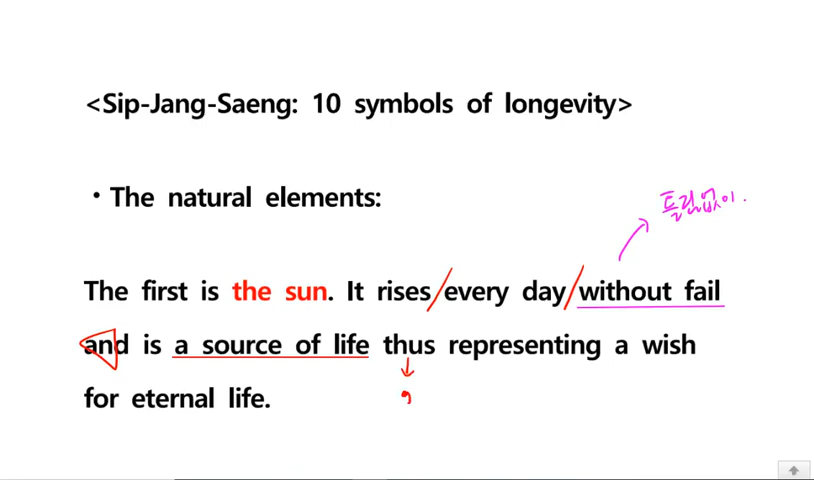 <Sip-Jang-Saeng: 10 symbols of longevity>
• The natural elements:
틀림없이.
The first is the sun. It rises/every day/without fail
and is a source of life thus representing a wish
for eternal life.